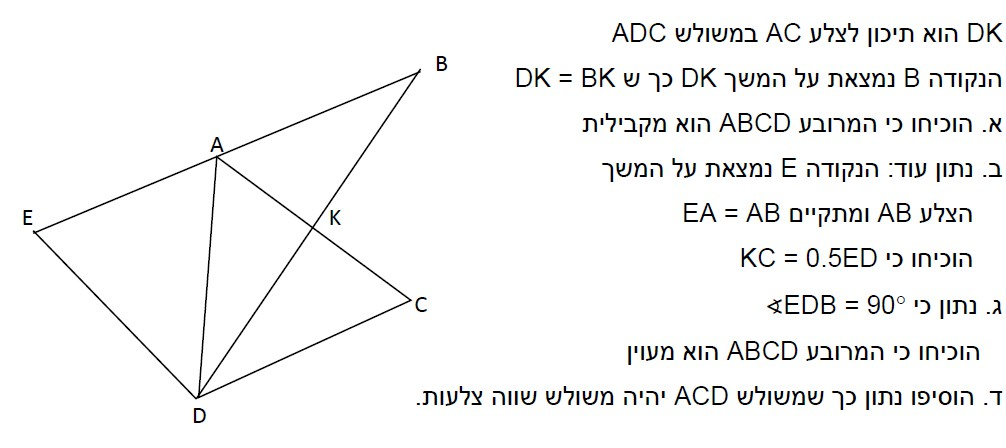 DK הוא תיכון לצלע AC במשולש ADC
הנקודה B נמצאת על המשך DK כך ש DK = BK
א. הוכיחו כי המרובע ABCD הוא מקבילית
ב. נתון עוד: הנקודה E נמצאת על המשך
הצלע AB ומתקיים EA = AB
הוכיחו כי KC = 0.5ED
ג. נתון כי ∢EDB = 90°
הוכיחו כי המרובע ABCD הוא מעוין
ד. הוסיפו נתון כך שמשולש ACD יהיה משולש שווה צלעות.
B
A
E
K
C
D